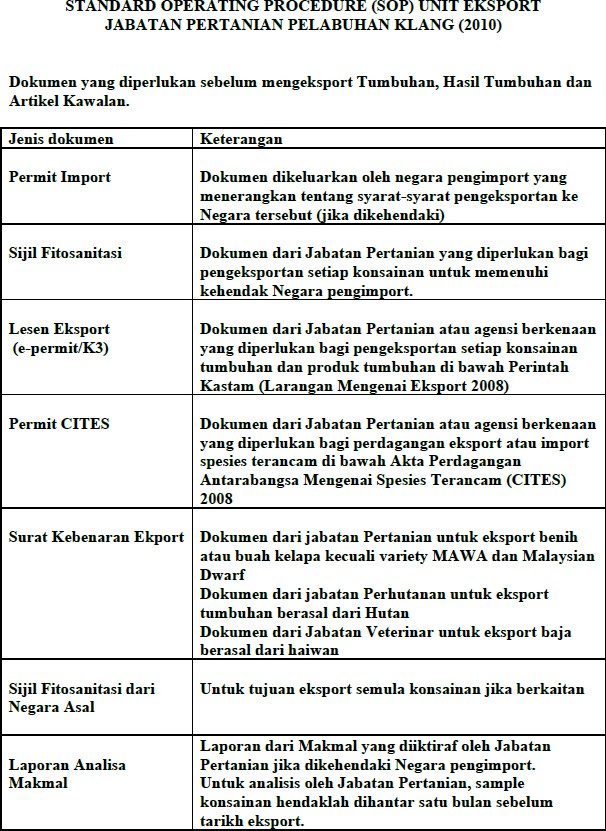 STANDARD OPERATING PROCEDURE (SOP) UNIT EKSPORT
JABATAN PERTANIAN PELABUHAN KLANG (2010)
Dokumen yang diperlukan sebelum mengeksport Tumbuhan, Hasil Tumbuhan dan
Artikel Kawalan.
Jenis dokumen
Keterangan
Permit Import
Dokumen dikeluarkan oleh negara pengimport yang
menerangkan tentang syarat-syarat pengeksportan ke
Negara tersebut (jika dikehendaki)
Sijil Fitosanitasi
Dokumen dari Jabatan Pertanian yang diperlukan bagi
pengeksportan setiap konsainan untuk memenuhi
kehendak Negara pengimport.
Lesen Eksport
(e-permit/K3)
Dokumen dari Jabatan Pertanian atau agensi berkenaan
yang diperlukan bagi pengeksportan setiap konsainan
tumbuhan dan produk tumbuhan di bawah Perintah
Kastam (Larangan Mengenai Eksport 2008)
Permit CITES
Dokumen dari Jabatan Pertanian atau agensi berkenaan
yang diperlukan bagi perdagangan eksport atau import
spesies terancam di bawah Akta Perdagangan
Antarabangsa Mengenai Spesies Terancam (CITES)
2008
Surat Kebenaran Ekport
Dokumen dari jabatan Pertanian untuk eksport benih
atau buah kelapa kecuali variety MAWA dan Malaysian
Dwarf
Dokumen dari jabatan Perhutanan untuk eksport
tumbuhan berasal dari Hutan
Dokumen dari Jabatan Veterinar untuk eksport baja
berasal dari haiwan
Sijil Fitosanitasi dari
Negara Asal
Untuk tujuan eksport semula konsainan jika berkaitan
Laporan Analisa
Makmal
Laporan dari Makmal yang diiktiraf oleh Jabatan
Pertanian jika dikehendaki Negara pengimport.
Untuk analisis oleh Jabatan Pertanian, sample
konsainan hendaklah dihantar satu bulan sebelum
tarikh eksport.